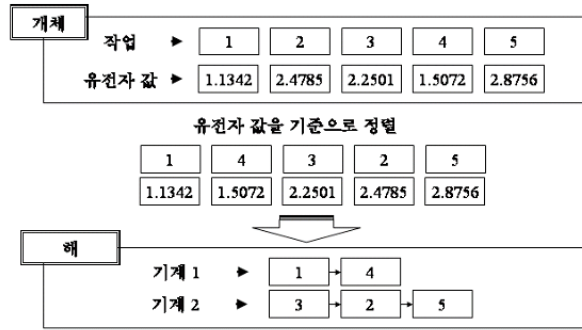 개체
작업 1 2 3 4 5
유전자 값 1.1342 2.4785 2.2501 1.5072 2.8756
유전자 값을 기준으로 정렬
1 4 3 2 5
1.1342 1.5072 2.2501 2.4785 2.8756
해
기계 1 1 4
기계 2 3 2 5